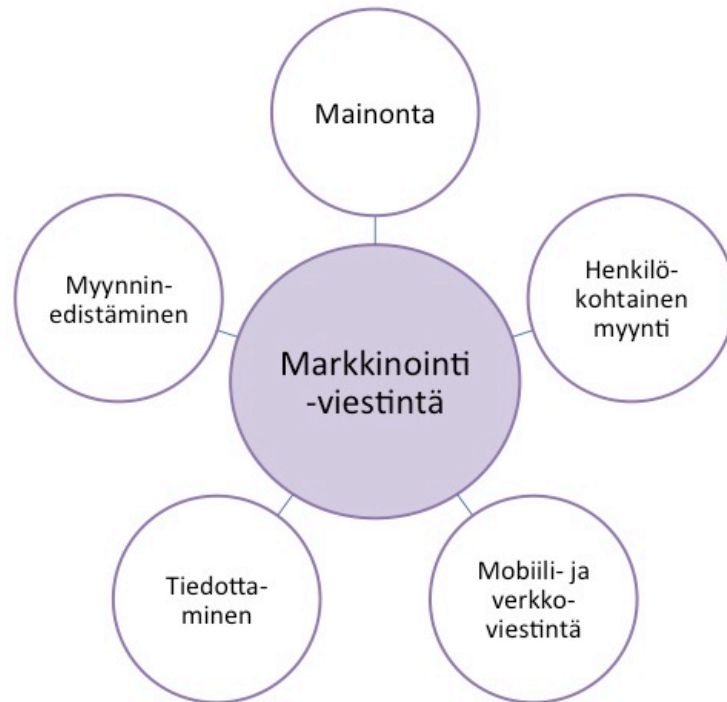 Mainonta
Henkilö-
kohtainen
myynti
Mobiili- ja
verkko-
viestintä
Tiedotta-
minen
Myynnin-
edistäminen
Markkinointi
-viestintä